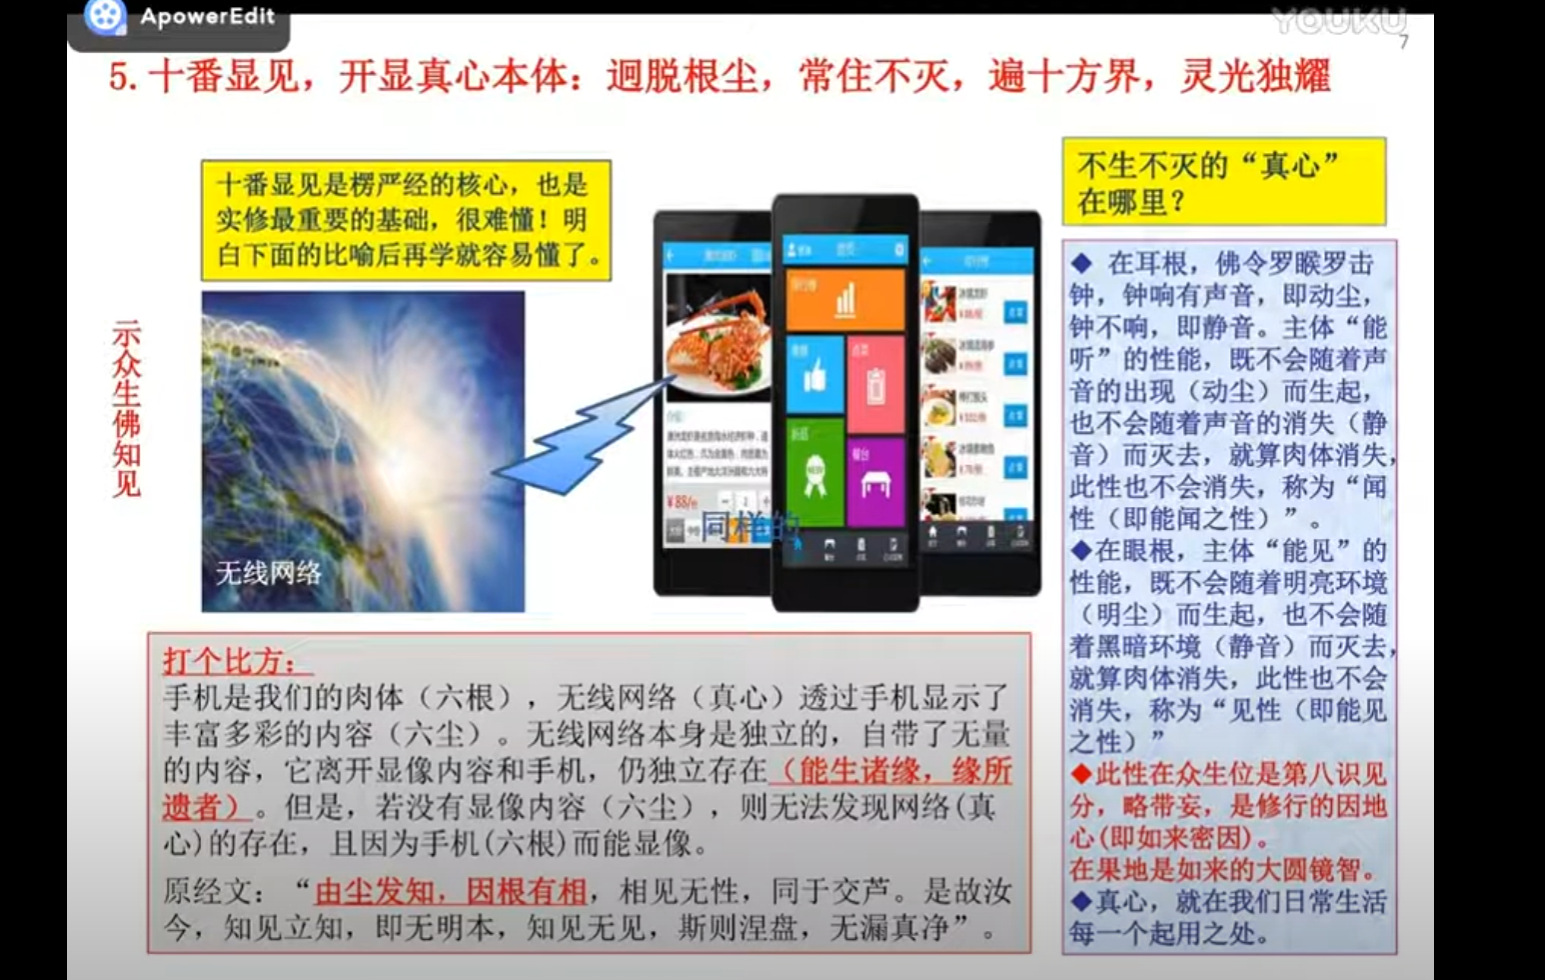 ApowerEdit
YOUKU
7
5. 十番显见，开显真心本体：迥脱根尘，常住不灭，遍十方界，灵光独耀
十番显见是楞严经的核心，也是
实修最重要的基础，很难懂！明
白下面的比喻后再学就容易懂了。
示众生佛知见
无线网络
¥88/份
同样的
打个比方：
手机是我们的肉体（六根），无线网络（真心）透过手机显示了
丰富多彩的内容（六尘）。无线网络本身是独立的，自带了无量
的内容，它离开显像内容和手机，仍独立存在（能生诸缘，缘所
遗者）。但是，若没有显像内容（六尘），则无法发现网络(真
心)的存在，且因为手机(六根)而能显像。
原经文：“由尘发知，因根有相，相见无性，同于交芦。是故汝
今，知见立知，即无明本，知见无见，斯则涅盘，无漏真净”。
不生不灭的“真心”
在哪里？
◆ 在耳根，佛令罗睺罗击
钟，钟响有声音，即动尘，
钟不响，即静音。主体“能
听”的性能，既不会随着声
音的出现（动尘）而生起，
也不会随着声音的消失（静
音）而灭去，就算肉体消失，
此性也不会消失，称为“闻
性（即能闻之性）”。
◆在眼根，主体“能见”的
性能，既不会随着明亮环境
（明尘）而生起，也不会随
着黑暗环境（静音）而灭去，
就算肉体消失，此性也不会
消失，称为“见性（即能见
之性）”
◆此性在众生位是第八识见
分，略带妄，是修行的因地
心(即如来密因)。
在果地是如来的大圆镜智。
◆真心，就在我们日常生活
每一个起用之处。